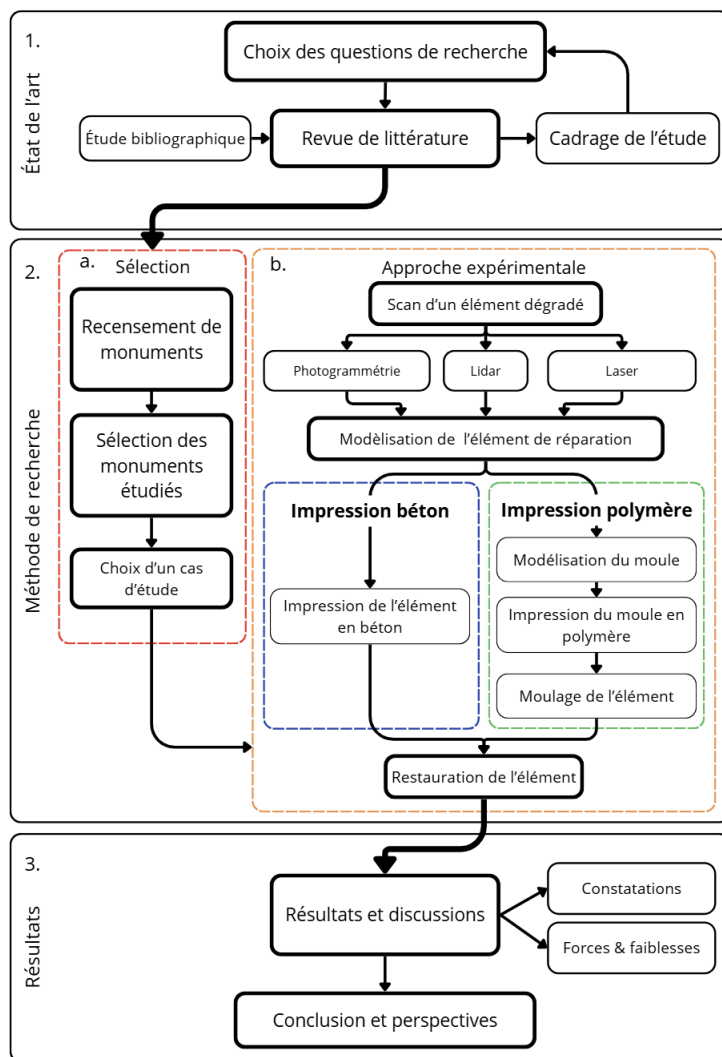 1.
État de l'art
Choix des questions de recherche
Étude bibliographique
Revue de littérature
Cadrage de l'étude
2.
Méthode de recherche
a.
Sélection
Recensement de
monuments
Sélection des
monuments
étudiés
Choix d'un cas
d'étude
b.
Approche expérimentale
Scan d'un élément dégradé
Photogrammétrie
Lidar
Laser
Modèlisation de l'élément de réparation
Impression béton
Impression de l'élément
en béton
Impression polymère
Modélisation du moule
Impression du moule en
polymère
Moulage de l'élément
Restauration de l'élément
3.
Résultats
Résultats et discussions
Constatations
Forces & faiblesses
Conclusion et perspectives